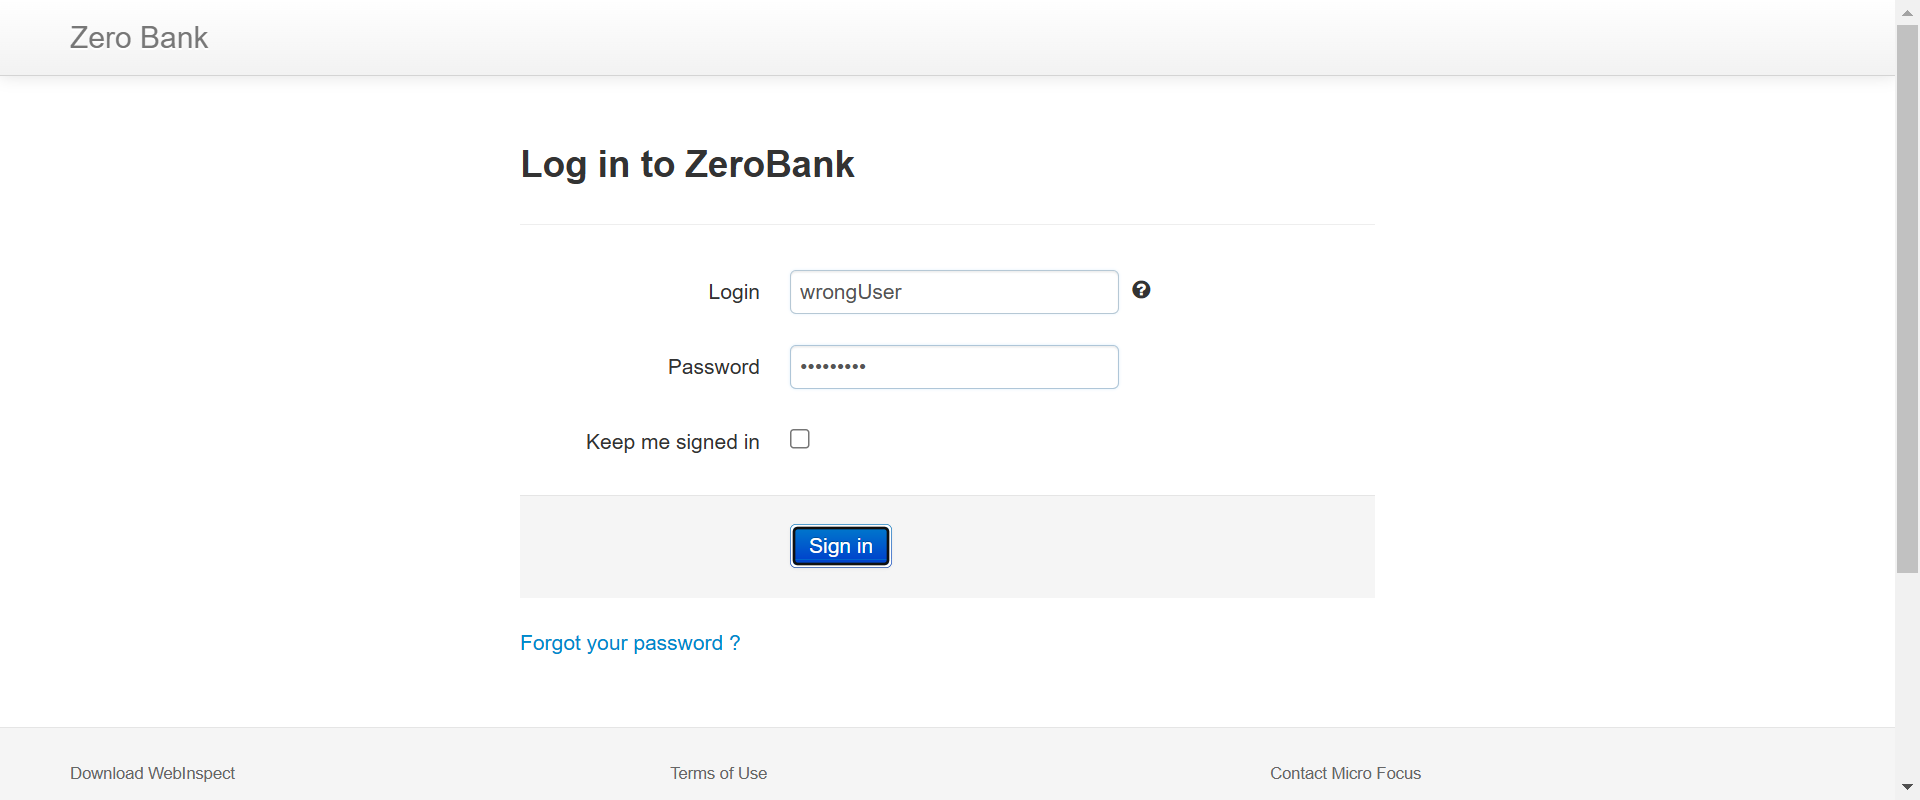 Zero Bank
Log in to ZeroBank
Login wrongUser
Password •••••••••
Keep me signed in
Sign in
Forgot your password ?
Download WebInspect Terms of Use Contact Micro Focus